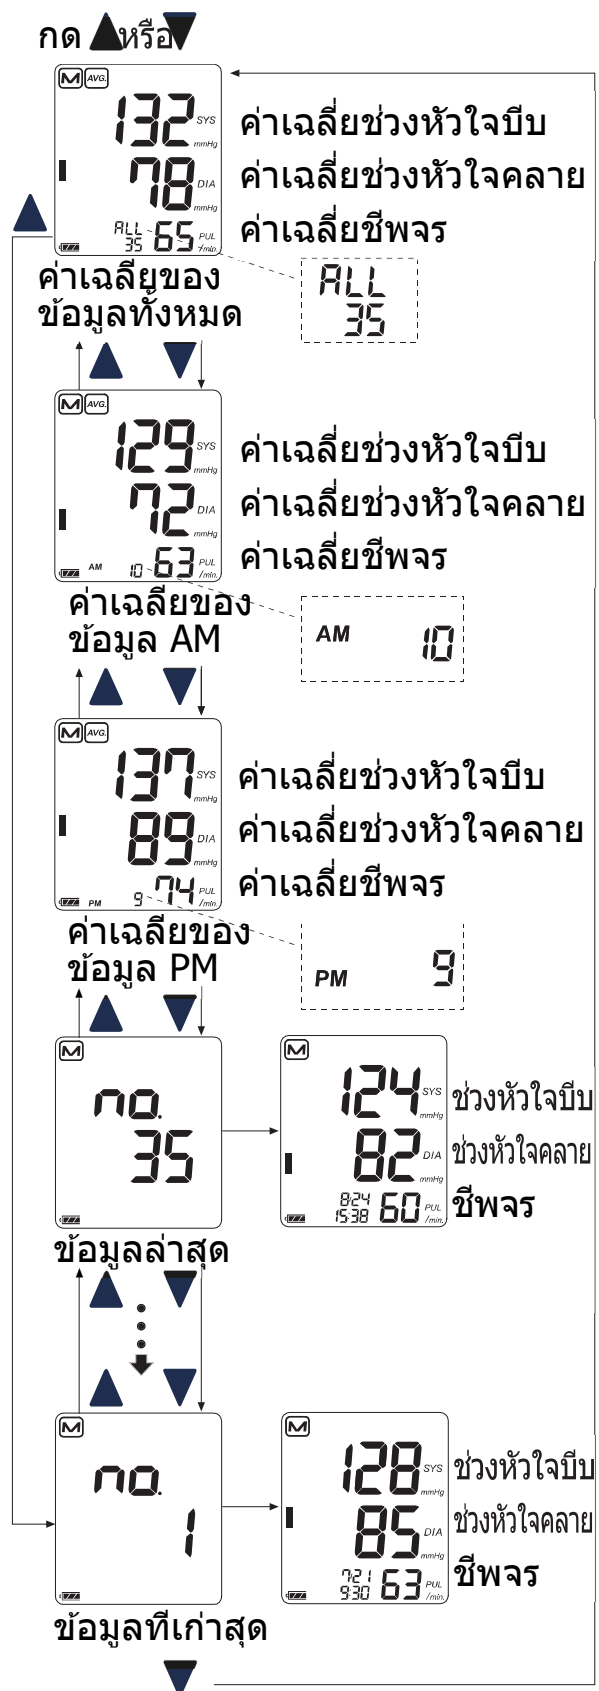 กด ▲หรือ▼
M AVG.
132 SYS mmHg
ค่าเฉลี่ยช่วงหัวใจบีบ
78 DIA mmHg
ค่าเฉลี่ยช่วงหัวใจคลาย
ALL 35 65 PUL /min.
ค่าเฉลี่ยชีพจร
ALL
35
ค่าเฉลี่ยของ
ข้อมูลทั้งหมด
M AVG.
129 SYS mmHg
ค่าเฉลี่ยช่วงหัวใจบีบ
72 DIA mmHg
ค่าเฉลี่ยช่วงหัวใจคลาย
AM 10 63 PUL /min.
ค่าเฉลี่ยชีพจร
AM 10
ค่าเฉลี่ยของ
ข้อมูล AM
M AVG.
137 SYS mmHg
ค่าเฉลี่ยช่วงหัวใจบีบ
89 DIA mmHg
ค่าเฉลี่ยช่วงหัวใจคลาย
PM 9 74 PUL /min.
ค่าเฉลี่ยชีพจร
PM 9
ค่าเฉลี่ยของ
ข้อมูล PM
M
no.
35
ข้อมูลล่าสุด
M
124 SYS mmHg
ช่วงหัวใจบีบ
82 DIA mmHg
ช่วงหัวใจคลาย
8/24 15:38 60 PUL /min.
ชีพจร
M
no.
1
ข้อมูลที่เก่าสุด
M
128 SYS mmHg
ช่วงหัวใจบีบ
85 DIA mmHg
ช่วงหัวใจคลาย
7/21 9:30 63 PUL /min.
ชีพจร